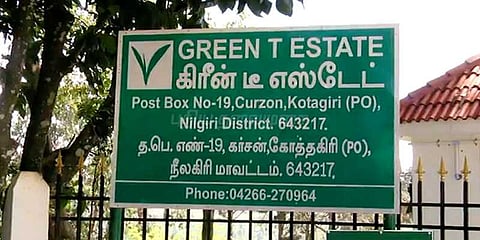 GREEN T ESTATE
கிரீன் டீ எஸ்டேட்
Post Box No-19,Curzon,Kotagiri (PO),
Nilgiri District. 643217.
த.பெ. எண்-19, கர்சன்,கோத்தகிரி (PO),
நீலகிரி மாவட்டம். 643217,
Phone:04266-270964